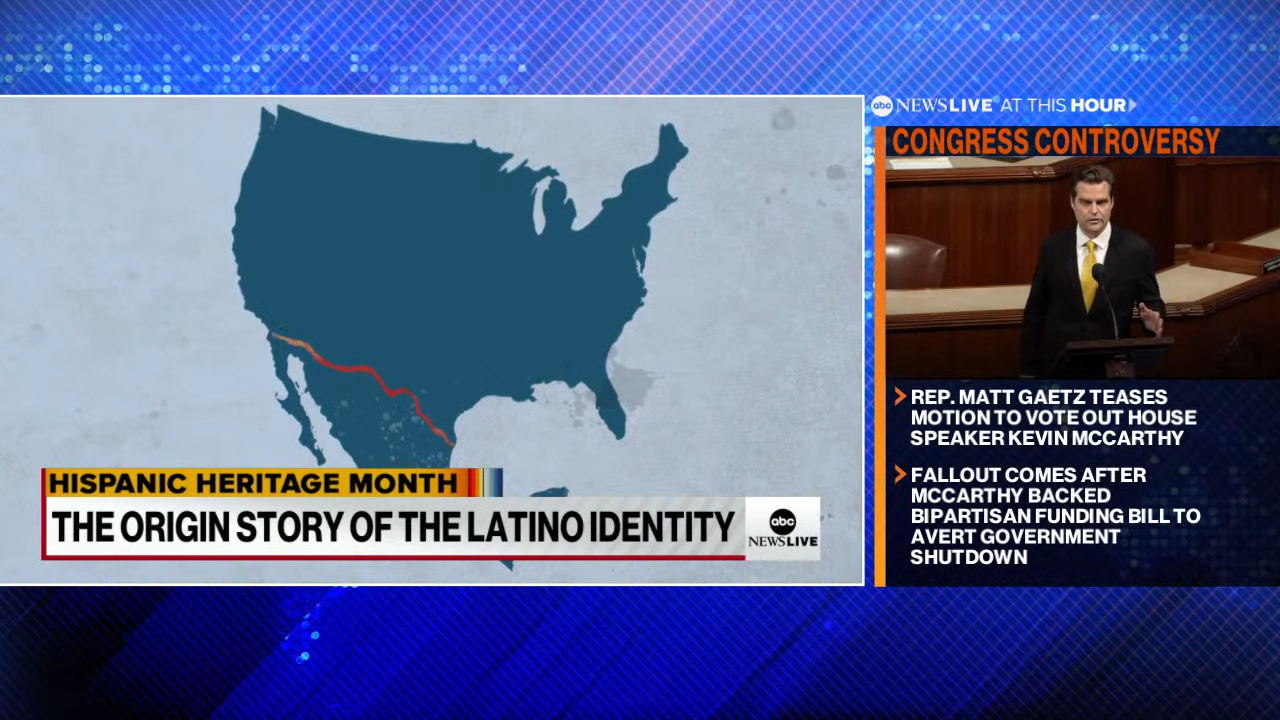 HISPANIC HERITAGE MONTH
THE ORIGIN STORY OF THE LATINO IDENTITY
abc
NEWSLIVE
abc NEWS LIVE AT THIS HOUR
CONGRESS CONTROVERSY
REP. MATT GAETZ TEASES
MOTION TO VOTE OUT HOUSE
SPEAKER KEVIN MCCARTHY
FALLOUT COMES AFTER
MCCARTHY BACKED
BIPARTISAN FUNDING BILL TO
AVERT GOVERNMENT
SHUTDOWN